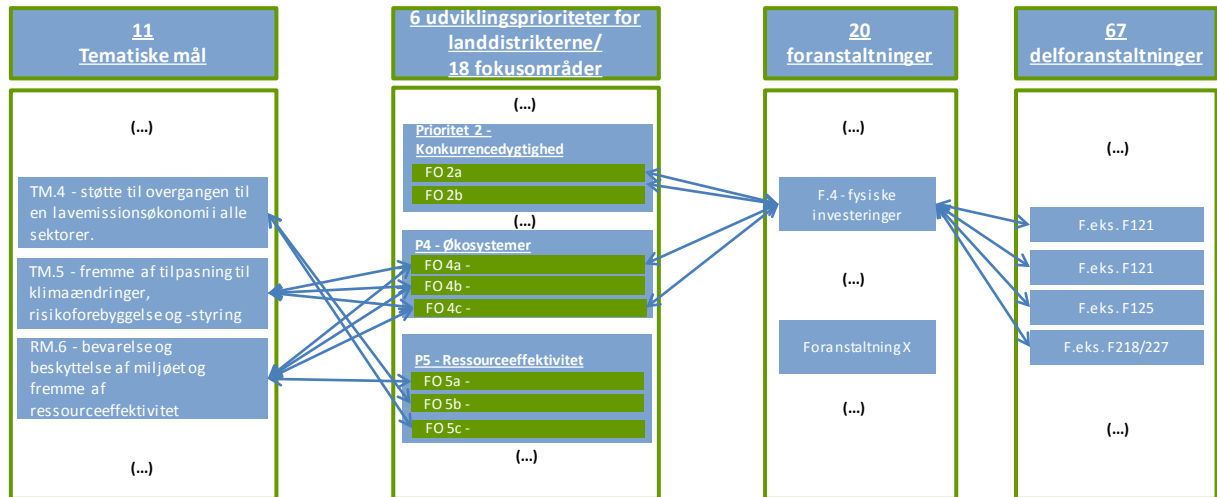 11
Tematiske mål
(…)
TM.4 - støtte til overgangen til
en lavemissionsøkonomi i alle
sektorer.
TM.5 - fremme af tilpasning til
klimaændringer,
risikoforebyggelse og -styring
RM.6 - bevarelse og
beskyttelse af miljøet og
fremme af
ressourceeffektivitet
(…)
6 udviklingsprioriteter for
landdistrikterne/
18 fokusområder
(…)
Prioritet 2 -
Konkurrencedygtighed
FO 2a
FO 2b
(…)
P4 - Økosystemer
FO 4a -
FO 4b -
FO 4c -
P5 - Ressourceeffektivitet
FO 5a -
FO 5b -
FO 5c -
(…)
20
foranstaltninger
(…)
F.4 - fysiske
investeringer
(…)
Foranstaltning X
(…)
67
delforanstaltninger
(…)
F.eks. F121
F.eks. F121
F.eks. F125
F.eks. F218/227
(…)